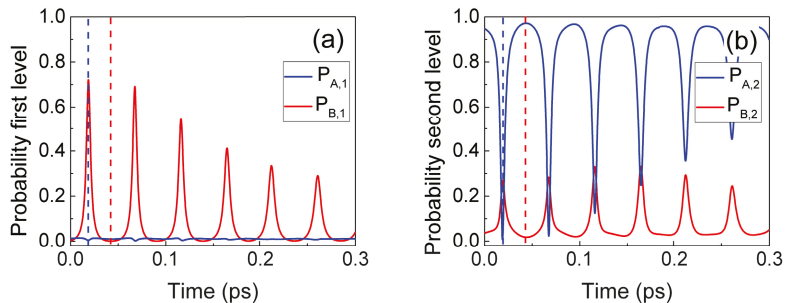 (a)
P_A,1
P_B,1
Probability first level
1.0
0.8
0.6
0.4
0.2
0.0
0.0 0.1 0.2 0.3
Time (ps)
(b)
P_A,2
P_B,2
Probability second level
1.0
0.8
0.6
0.4
0.2
0.0
0.0 0.1 0.2 0.3
Time (ps)